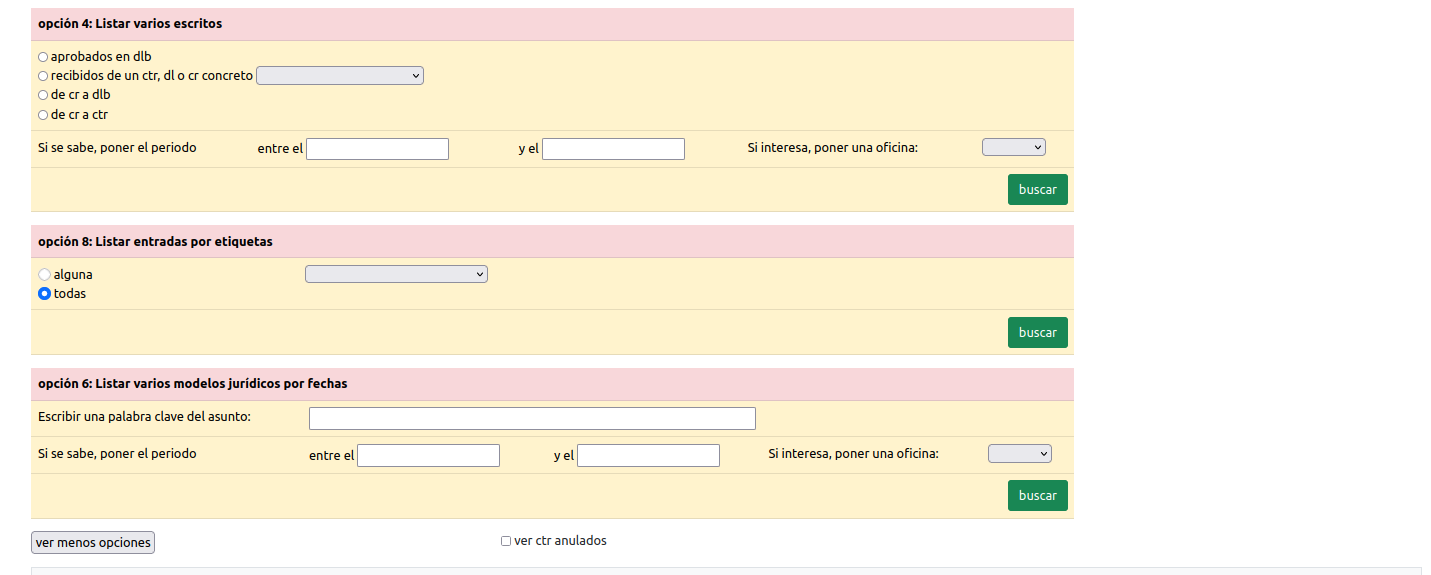 opción 4: Listar varios escritos
aprobados en dlb
recibidos de un ctr, dl o cr concreto
de cr a dlb
de cr a ctr
Si se sabe, poner el periodo entre el y el Si interesa, poner una oficina:
buscar
opción 8: Listar entradas por etiquetas
alguna
todas
buscar
opción 6: Listar varios modelos jurídicos por fechas
Escribir una palabra clave del asunto:
Si se sabe, poner el periodo entre el y el Si interesa, poner una oficina:
buscar
ver menos opciones ver ctr anulados